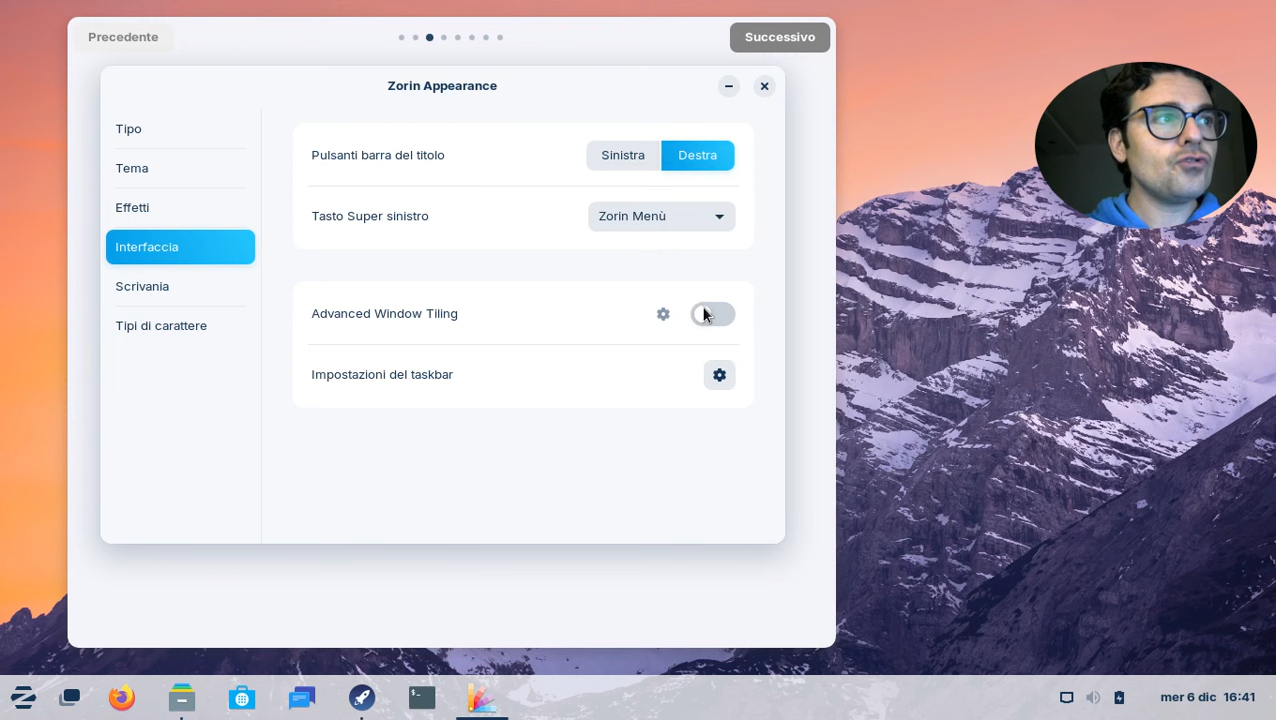 Precedente
Successivo
Zorin Appearance
Tipo
Tema
Effetti
Interfaccia
Scrivania
Tipi di carattere
Pulsanti barra del titolo
Sinistra
Destra
Tasto Super sinistro
Zorin Menù
Advanced Window Tiling
Impostazioni del taskbar
$_
mer 6 dic 16:41